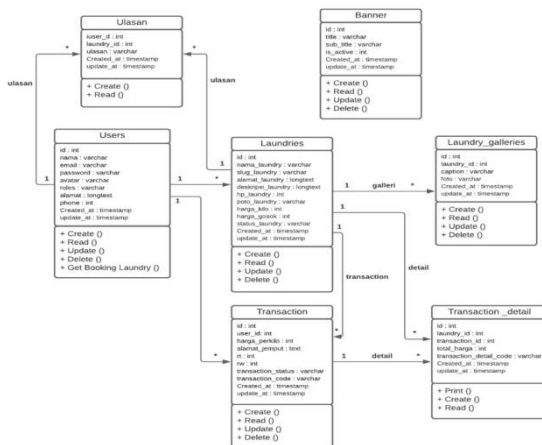 Ulasan
iuser_d : int
laundry_id : int
ulasan : varchar
Created_at : timestamp
update_at : timestamp
+ Create ()
+ Read ()
Banner
id : int
title : varchar
sub_title : varchar
is_active : int
Created_at : timestamp
update_at : timestamp
+ Create ()
+ Read ()
+ Update ()
+ Delete ()
*
*
ulasan
ulasan
Users
id : int
nama : varchar
email : varchar
password : varchar
avatar : varchar
roles : varchar
alamat : longtext
phone : int
Created_at : timestamp
update_at : timestamp
+ Create ()
+ Read ()
+ Update ()
+ Delete ()
+ Get Booking Laundry ()
1
1
*
1
1
Laundries
id : int
nama_laundry : varchar
slug_laundry : varchar
alamat_laundry : longtext
deskripsi_laundry : longtext
hp_laundry : int
poto_laundry : varchar
harga_kilo : int
harga_gosok : int
status_laundry : varchar
Created_at : timestamp
update_at : timestamp
+ Create ()
+ Read ()
+ Update ()
+ Delete ()
1
galleri
*
1
1
Laundry_galleries
id : int
laundry_id : int
caption : varchar
foto : varchar
Created_at : timestamp
update_at : timestamp
+ Create ()
+ Read ()
+ Update ()
+ Delete ()
transaction
detail
Transaction
id : int
user_id : int
harga_perkilo : int
alamat_jemput : text
rt : int
rw : int
transaction_status : varchar
transaction_code : varchar
Created_at : timestamp
update_at : timestamp
+ Create ()
+ Read ()
+ Update ()
+ Delete ()
*
*
1
detail
*
*
Transaction _detail
id : int
laundry_id : int
transaction_id : int
total_harga : int
transaction_detail_code : varchar
Created_at : timestamp
update_at : timestamp
+ Print ()
+ Create ()
+ Read ()